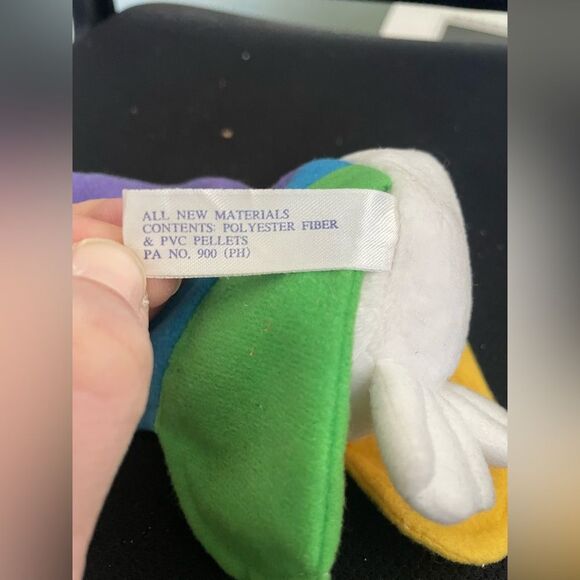 ALL NEW MATERIALS
CONTENTS: POLYESTER FIBER
& PVC PELLETS
PA NO. 900 (PH)